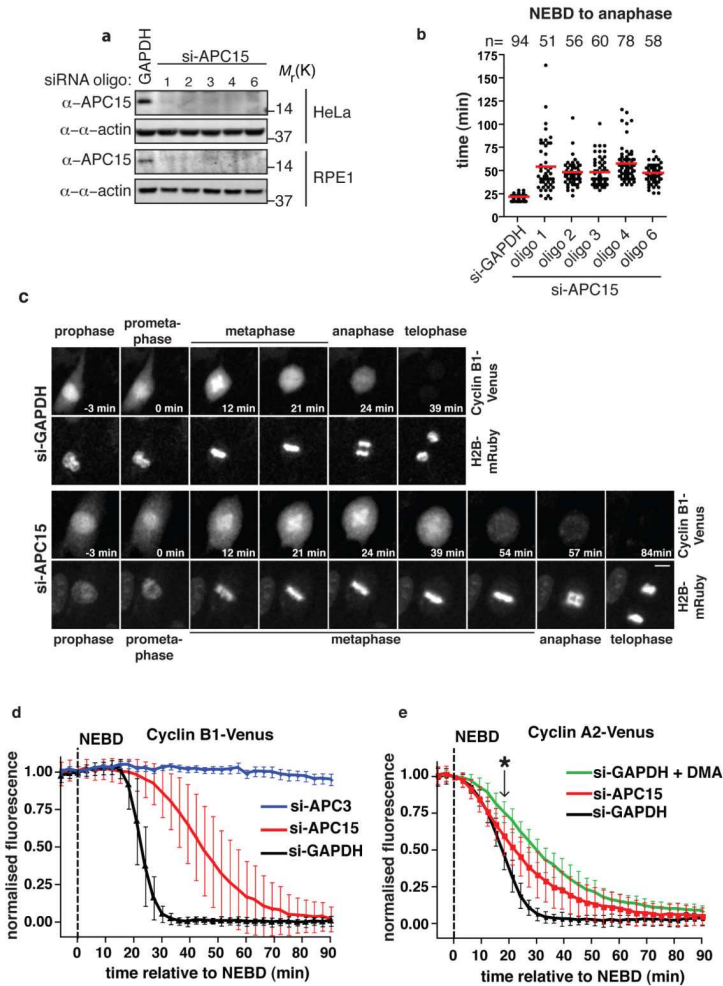 a
GAPDH
si-APC15
siRNA oligo: 1 2 3 4 6
Mr(K)
α-APC15
14
α-α-actin
37
HeLa
α-APC15
14
α-α-actin
37
RPE1
b
NEBD to anaphase
n= 94 51 56 60 78 58
time (min)
175
150
125
100
75
50
25
0
si-GAPDH
oligo 1
oligo 2
oligo 3
oligo 4
oligo 6
si-APC15
c
prophase
prometa-
phase
metaphase
anaphase
telophase
si-GAPDH
-3 min 0 min 12 min 21 min 24 min 39 min
Cyclin B1-
Venus
H2B-
mRuby
si-APC15
-3 min 0 min 12 min 21 min 24 min 39 min 54 min 57 min 84min
Cyclin B1-
Venus
H2B-
mRuby
prophase
prometa-
phase
metaphase
anaphase
telophase
d
NEBD
Cyclin B1-Venus
normalised fluorescence
1.00
0.75
0.50
0.25
0.00
si-APC3
si-APC15
si-GAPDH
0 10 20 30 40 50 60 70 80 90
time relative to NEBD (min)
e
NEBD
Cyclin A2-Venus
*
normalised fluorescence
1.00
0.75
0.50
0.25
0.00
si-GAPDH + DMA
si-APC15
si-GAPDH
0 10 20 30 40 50 60 70 80 90
time relative to NEBD (min)